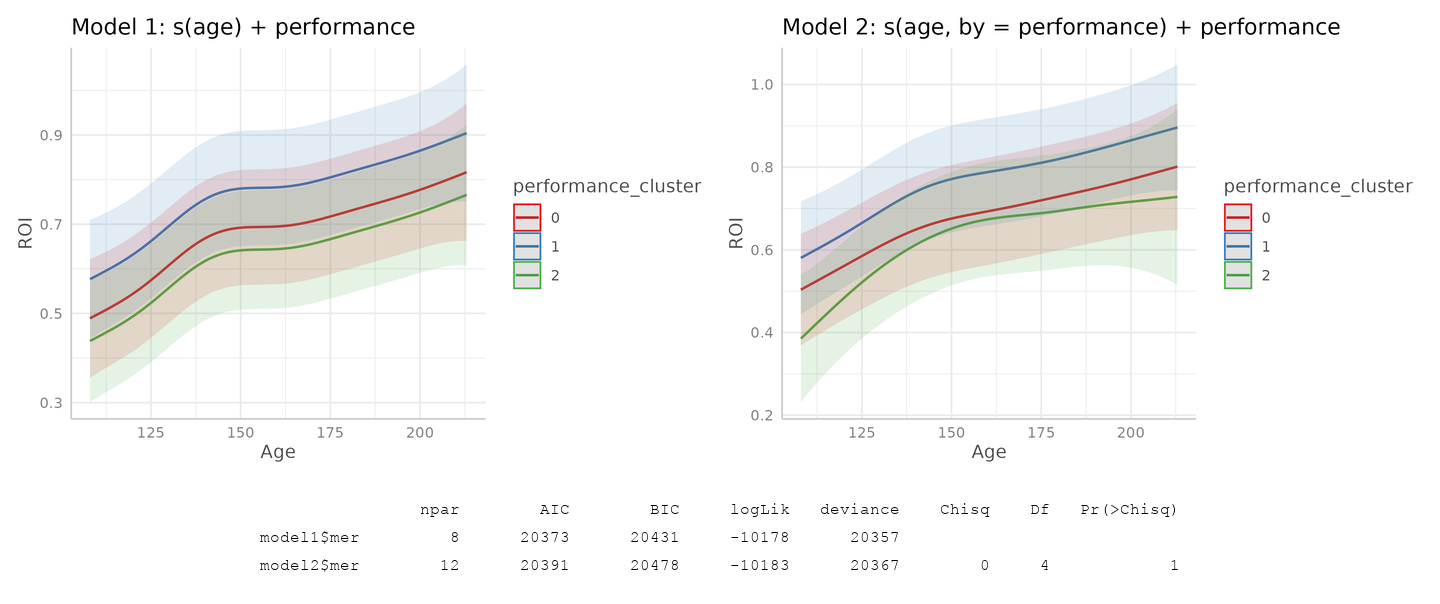 Model 1: s(age) + performance
ROI
0.9
0.7
0.5
0.3
125 150 175 200
Age
performance_cluster
0
1
2
Model 2: s(age, by = performance) + performance
ROI
1.0
0.8
0.6
0.4
0.2
125 150 175 200
Age
performance_cluster
0
1
2
npar AIC BIC logLik deviance Chisq Df Pr(>Chisq)
model1$mer 8 20373 20431 -10178 20357
model2$mer 12 20391 20478 -10183 20367 0 4 1